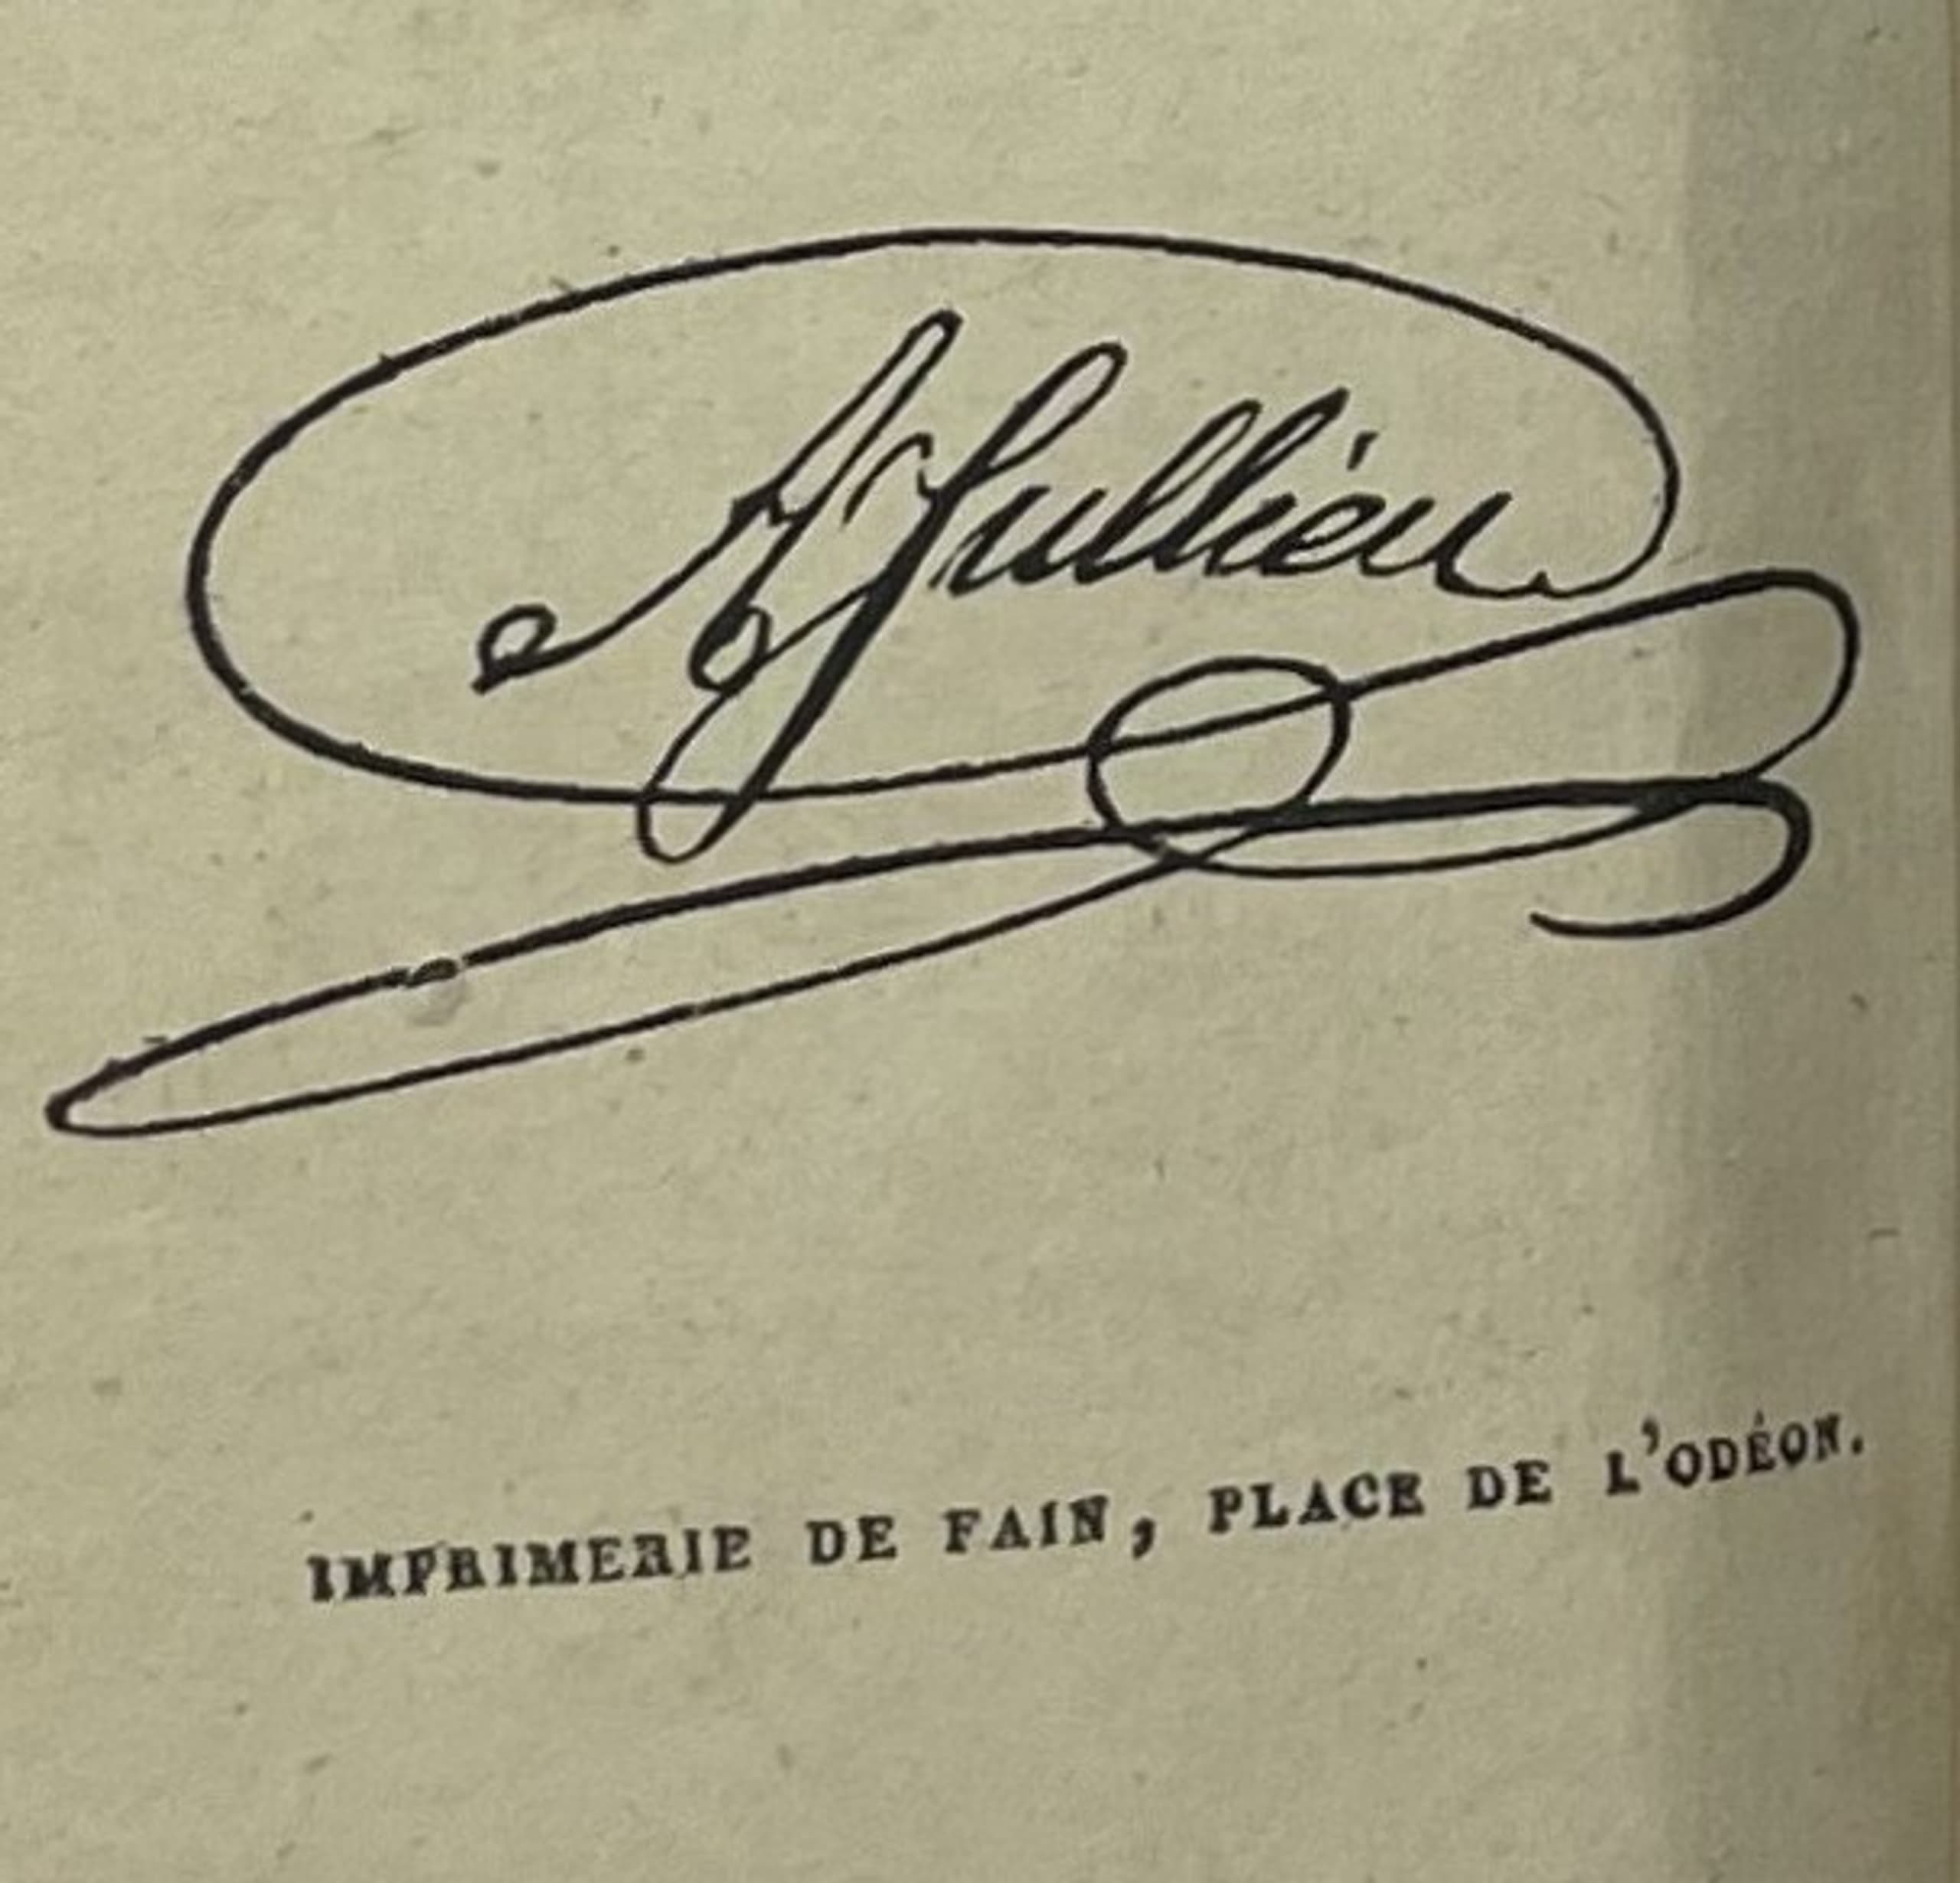 A Jullien
IMPRIMERIE DE FAIN, PLACE DE L'ODÉON.